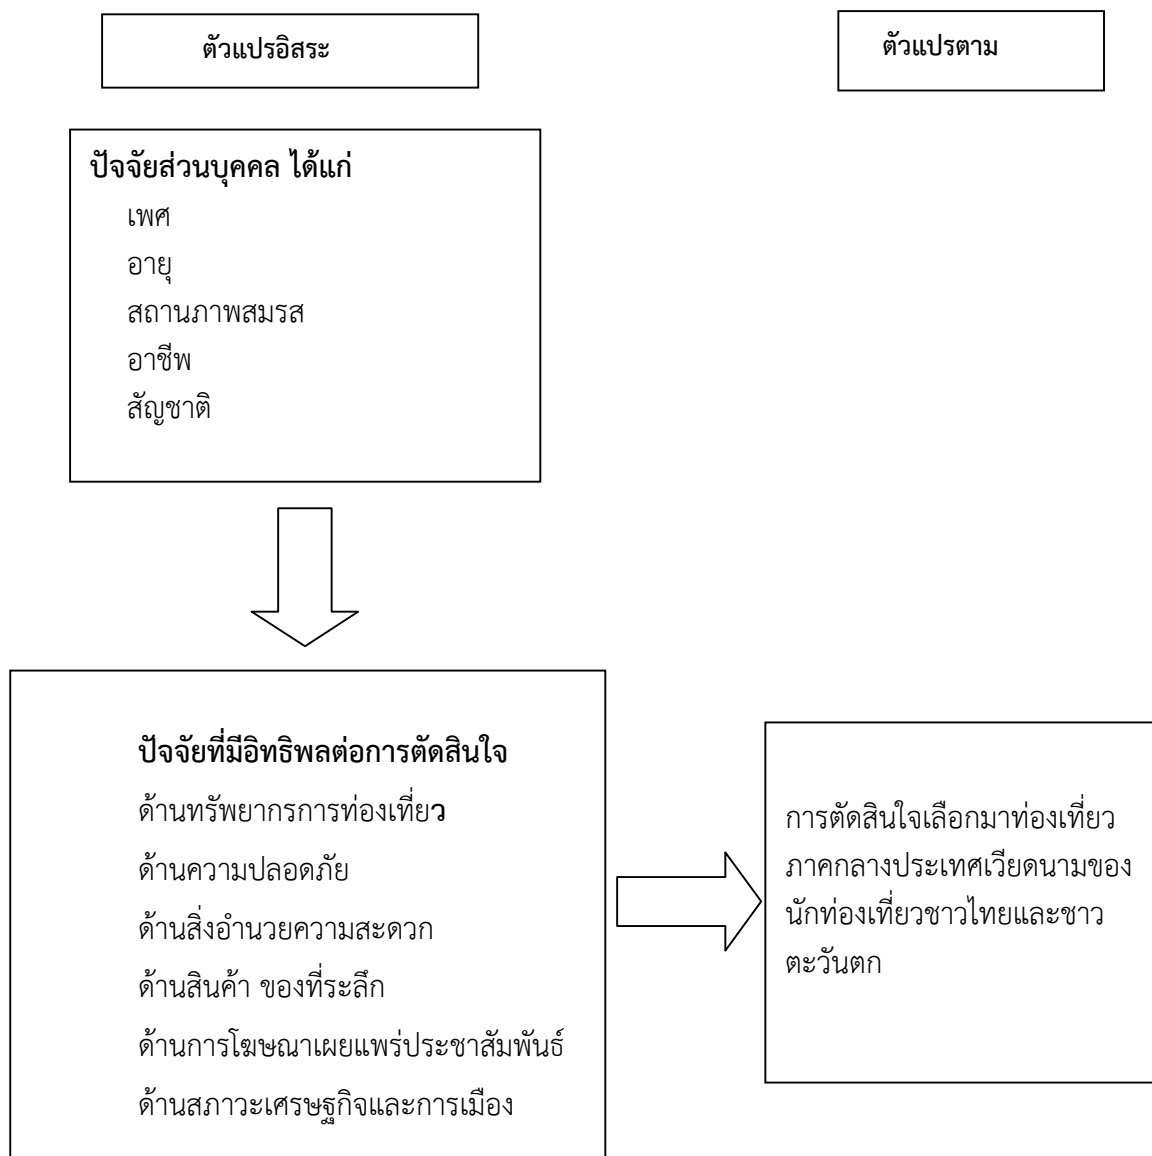 ตัวแปรอิสระ
ตัวแปรตาม
ปัจจัยส่วนบุคคล ได้แก่
เพศ
อายุ
สถานภาพสมรส
อาชีพ
สัญชาติ
ปัจจัยที่มีอิทธิพลต่อการตัดสินใจ
ด้านทรัพยากรการท่องเที่ยว
ด้านความปลอดภัย
ด้านสิ่งอำนวยความสะดวก
ด้านสินค้า ของที่ระลึก
ด้านการโฆษณาเผยแพร่ประชาสัมพันธ์
ด้านสภาวะเศรษฐกิจและการเมือง
การตัดสินใจเลือกมาท่องเที่ยว
ภาคกลางประเทศเวียดนามของ
นักท่องเที่ยวชาวไทยและชาว
ตะวันตก